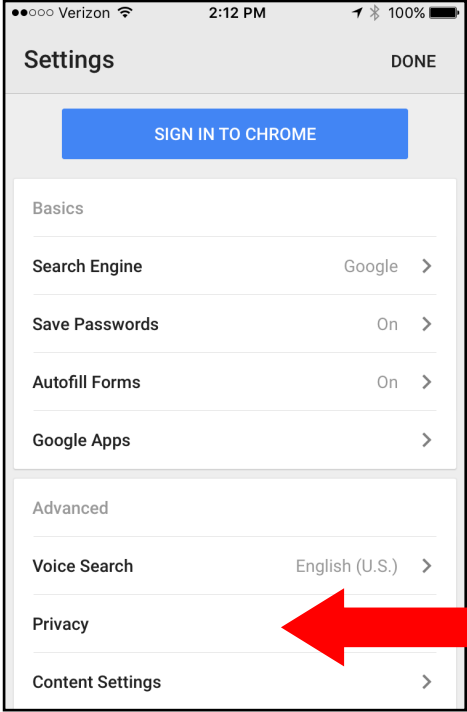 Verizon 2:12 PM 100%
Settings DONE
SIGN IN TO CHROME
Basics
Search Engine Google
Save Passwords On
Autofill Forms On
Google Apps
Advanced
Voice Search English (U.S.)
Privacy
Content Settings